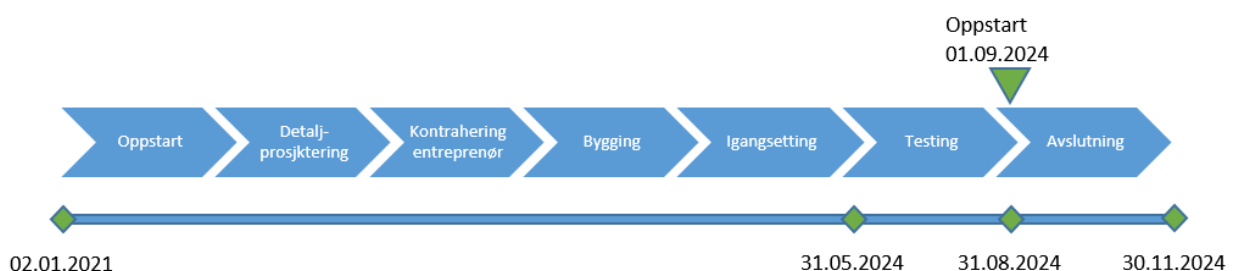 Oppstart
01.09.2024
Oppstart
Detalj-
prosjktering
Kontrahering
entreprenør
Bygging
Igangsetting
Testing
Avslutning
02.01.2021
31.05.2024
31.08.2024
30.11.2024